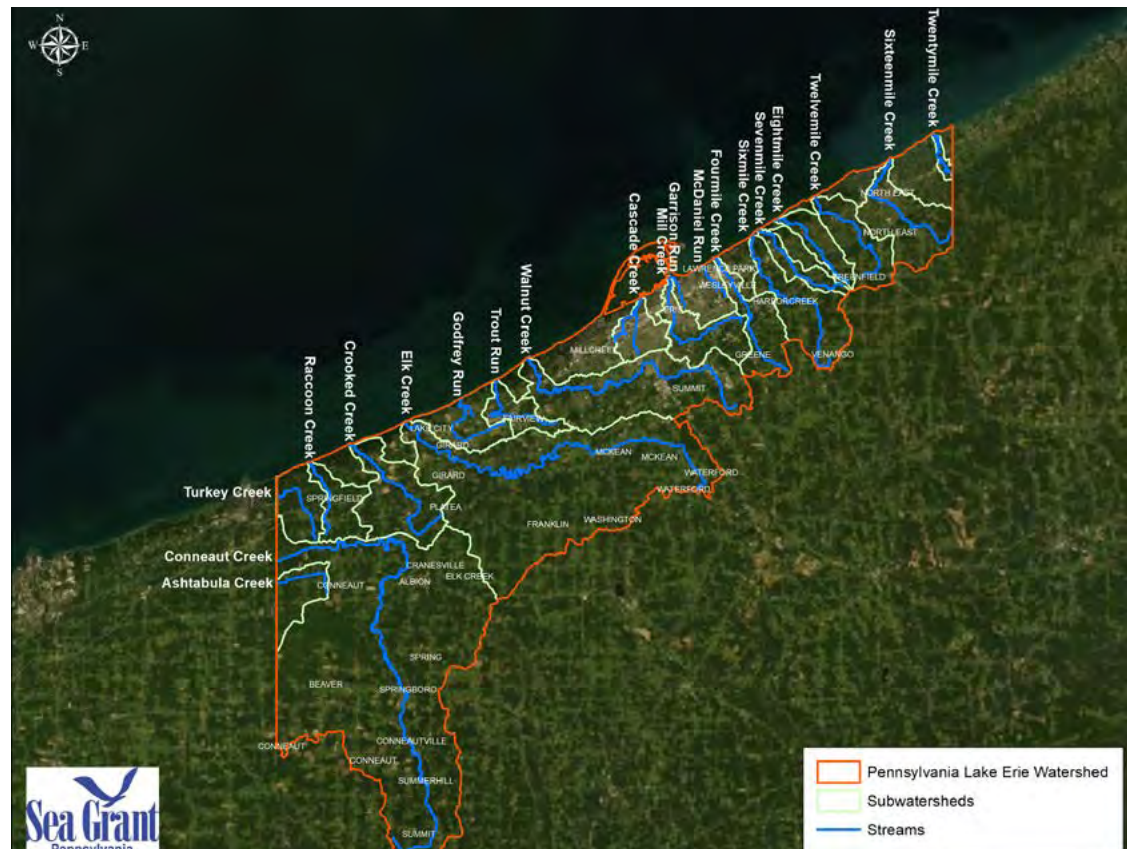 N
W
E
S
Twentymile Creek
Sixteenmile Creek
Twelvemile Creek
Eightmile Creek
Sevenmile Creek
Sixmile Creek
Fourmile Creek
McDaniel Run
Garrison Run
Mill Creek
Cascade Creek
Walnut Creek
Trout Run
Godfrey Run
Elk Creek
Crooked Creek
Raccoon Creek
Turkey Creek
Conneaut Creek
Ashtabula Creek
NORTH EAST
NORTH EAST
GREENFIELD
LAWRENCE PARK
WESLEYVILLE
HARBORCREEK
ERIE
VENANGO
GREENE
MILLCREEK
SUMMIT
FAIRVIEW
LAKE CITY
GIRARD
GIRARD
MCKEAN
MCKEAN
WATERFORD
WATERFORD
SPRINGFIELD
PLATEA
FRANKLIN
WASHINGTON
CRANESVILLE
ALBION
ELK CREEK
CONNEAUT
SPRING
BEAVER
SPRINGBORO
CONNEAUTVILLE
CONNEAUT
CONNEAUT
SUMMERHILL
SUMMIT
Sea Grant
Pennsylvania
Pennsylvania Lake Erie Watershed
Subwatersheds
Streams